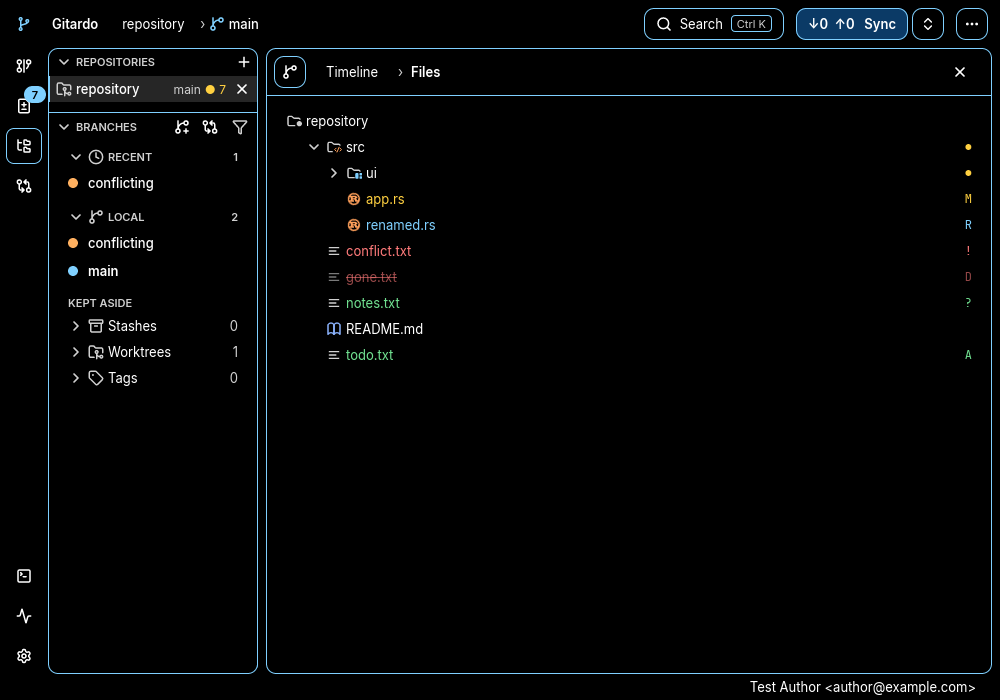 Gitardo repository › main Search Ctrl K ↓0 ↑0 Sync
7
REPOSITORIES
repository main 7
BRANCHES
RECENT 1
conflicting
LOCAL 2
conflicting
main
KEPT ASIDE
Stashes 0
Worktrees 1
Tags 0
Timeline › Files
repository
src
ui
app.rs M
renamed.rs R
conflict.txt !
gone.txt D
notes.txt ?
README.md
todo.txt A
Test Author <author@example.com>